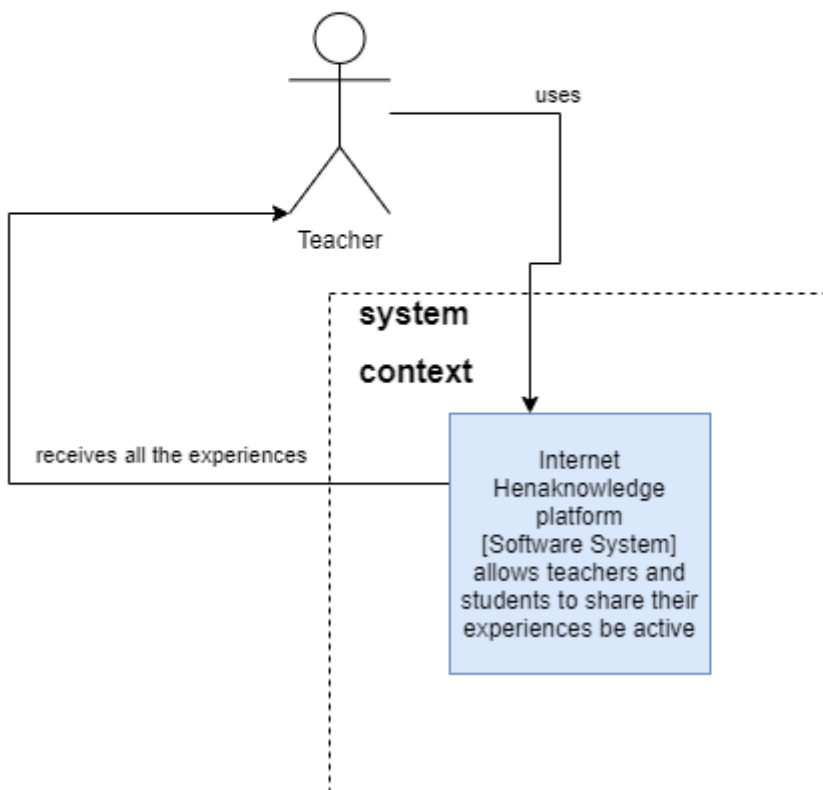 uses
Teacher
system
context
receives all the experiences
Internet
Henaknowledge
platform
[Software System]
allows teachers and
students to share their
experiences be active